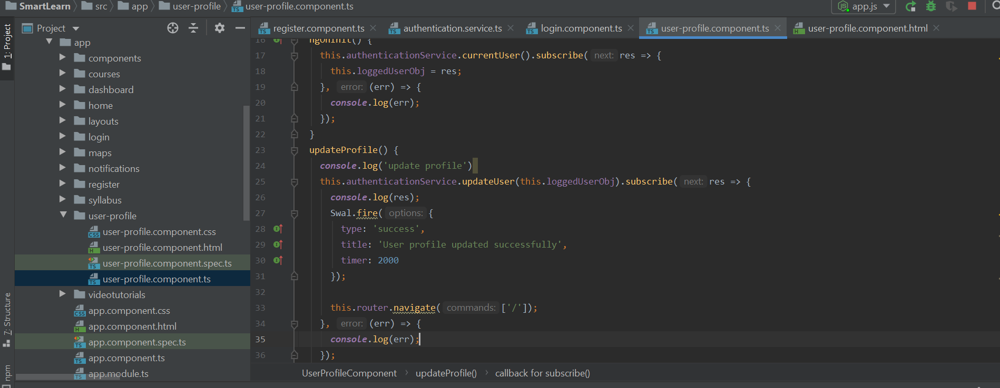 SmartLearn src app user-profile user-profile.component.ts app.js
1: Project
Project
register.component.ts authentication.service.ts login.component.ts user-profile.component.ts user-profile.component.html
app
components
courses
dashboard
home
layouts
login
maps
notifications
register
syllabus
user-profile
user-profile.component.css
user-profile.component.html
user-profile.component.spec.ts
user-profile.component.ts
videotutorials
app.component.css
app.component.html
app.component.spec.ts
app.component.ts
app.module.ts
7: Structure
npm
16 ngOnInit() {
17 this.authenticationService.currentUser().subscribe( next: res => {
18 this.loggedUserObj = res;
19 }, error: (err) => {
20 console.log(err);
21 });
22 }
23 updateProfile() {
24 console.log('update profile')
25 this.authenticationService.updateUser(this.loggedUserObj).subscribe( next: res => {
26 console.log(res);
27 Swal.fire( options: {
28 type: 'success',
29 title: 'User profile updated successfully',
30 timer: 2000
31 });
32
33 this.router.navigate( commands: ['/']);
34 }, error: (err) => {
35 console.log(err);
36 });
UserProfileComponent updateProfile() callback for subscribe()